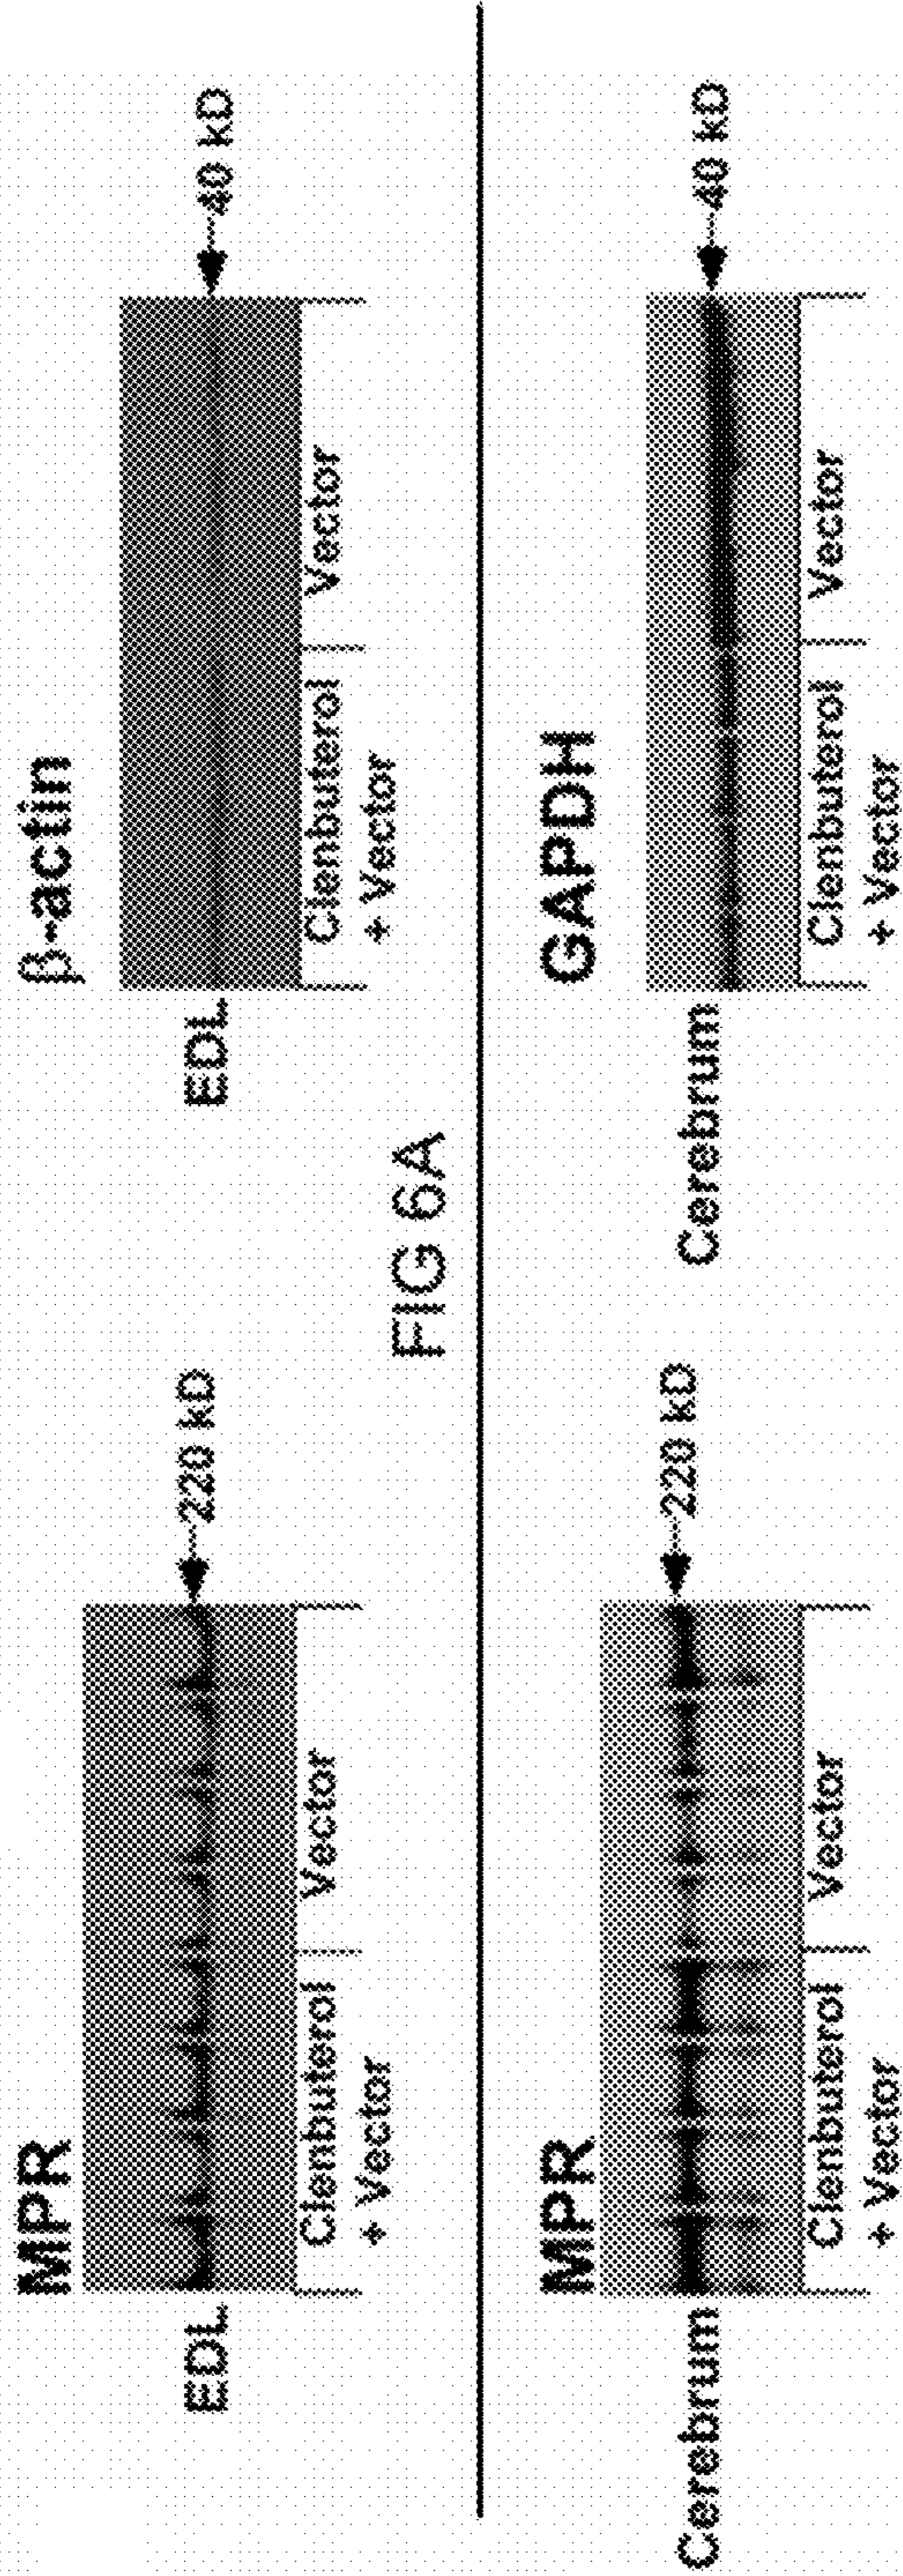 MPR
EDL
220 kD
Clenbuterol
+ Vector
Vector
β-actin
EDL
40 kD
Clenbuterol
+ Vector
Vector
FIG 6A
MPR
Cerebrum
220 kD
Clenbuterol
+ Vector
Vector
GAPDH
Cerebrum
40 kD
Clenbuterol
+ Vector
Vector